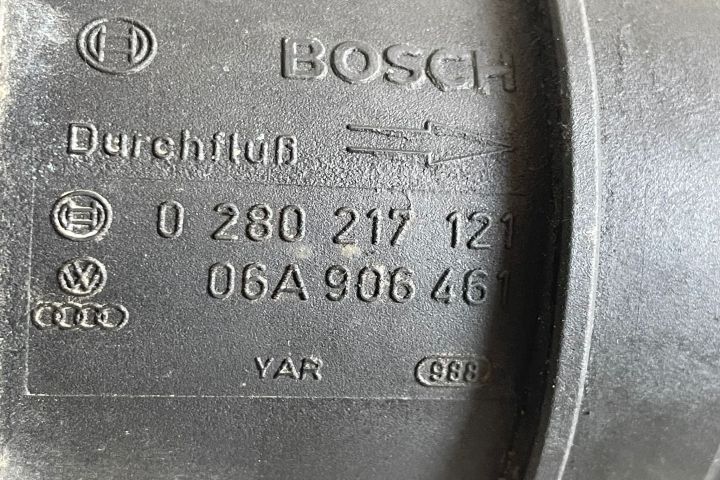 BOSCH
Durchfluß
0 280 217 121
06A 906 461
YAR 988